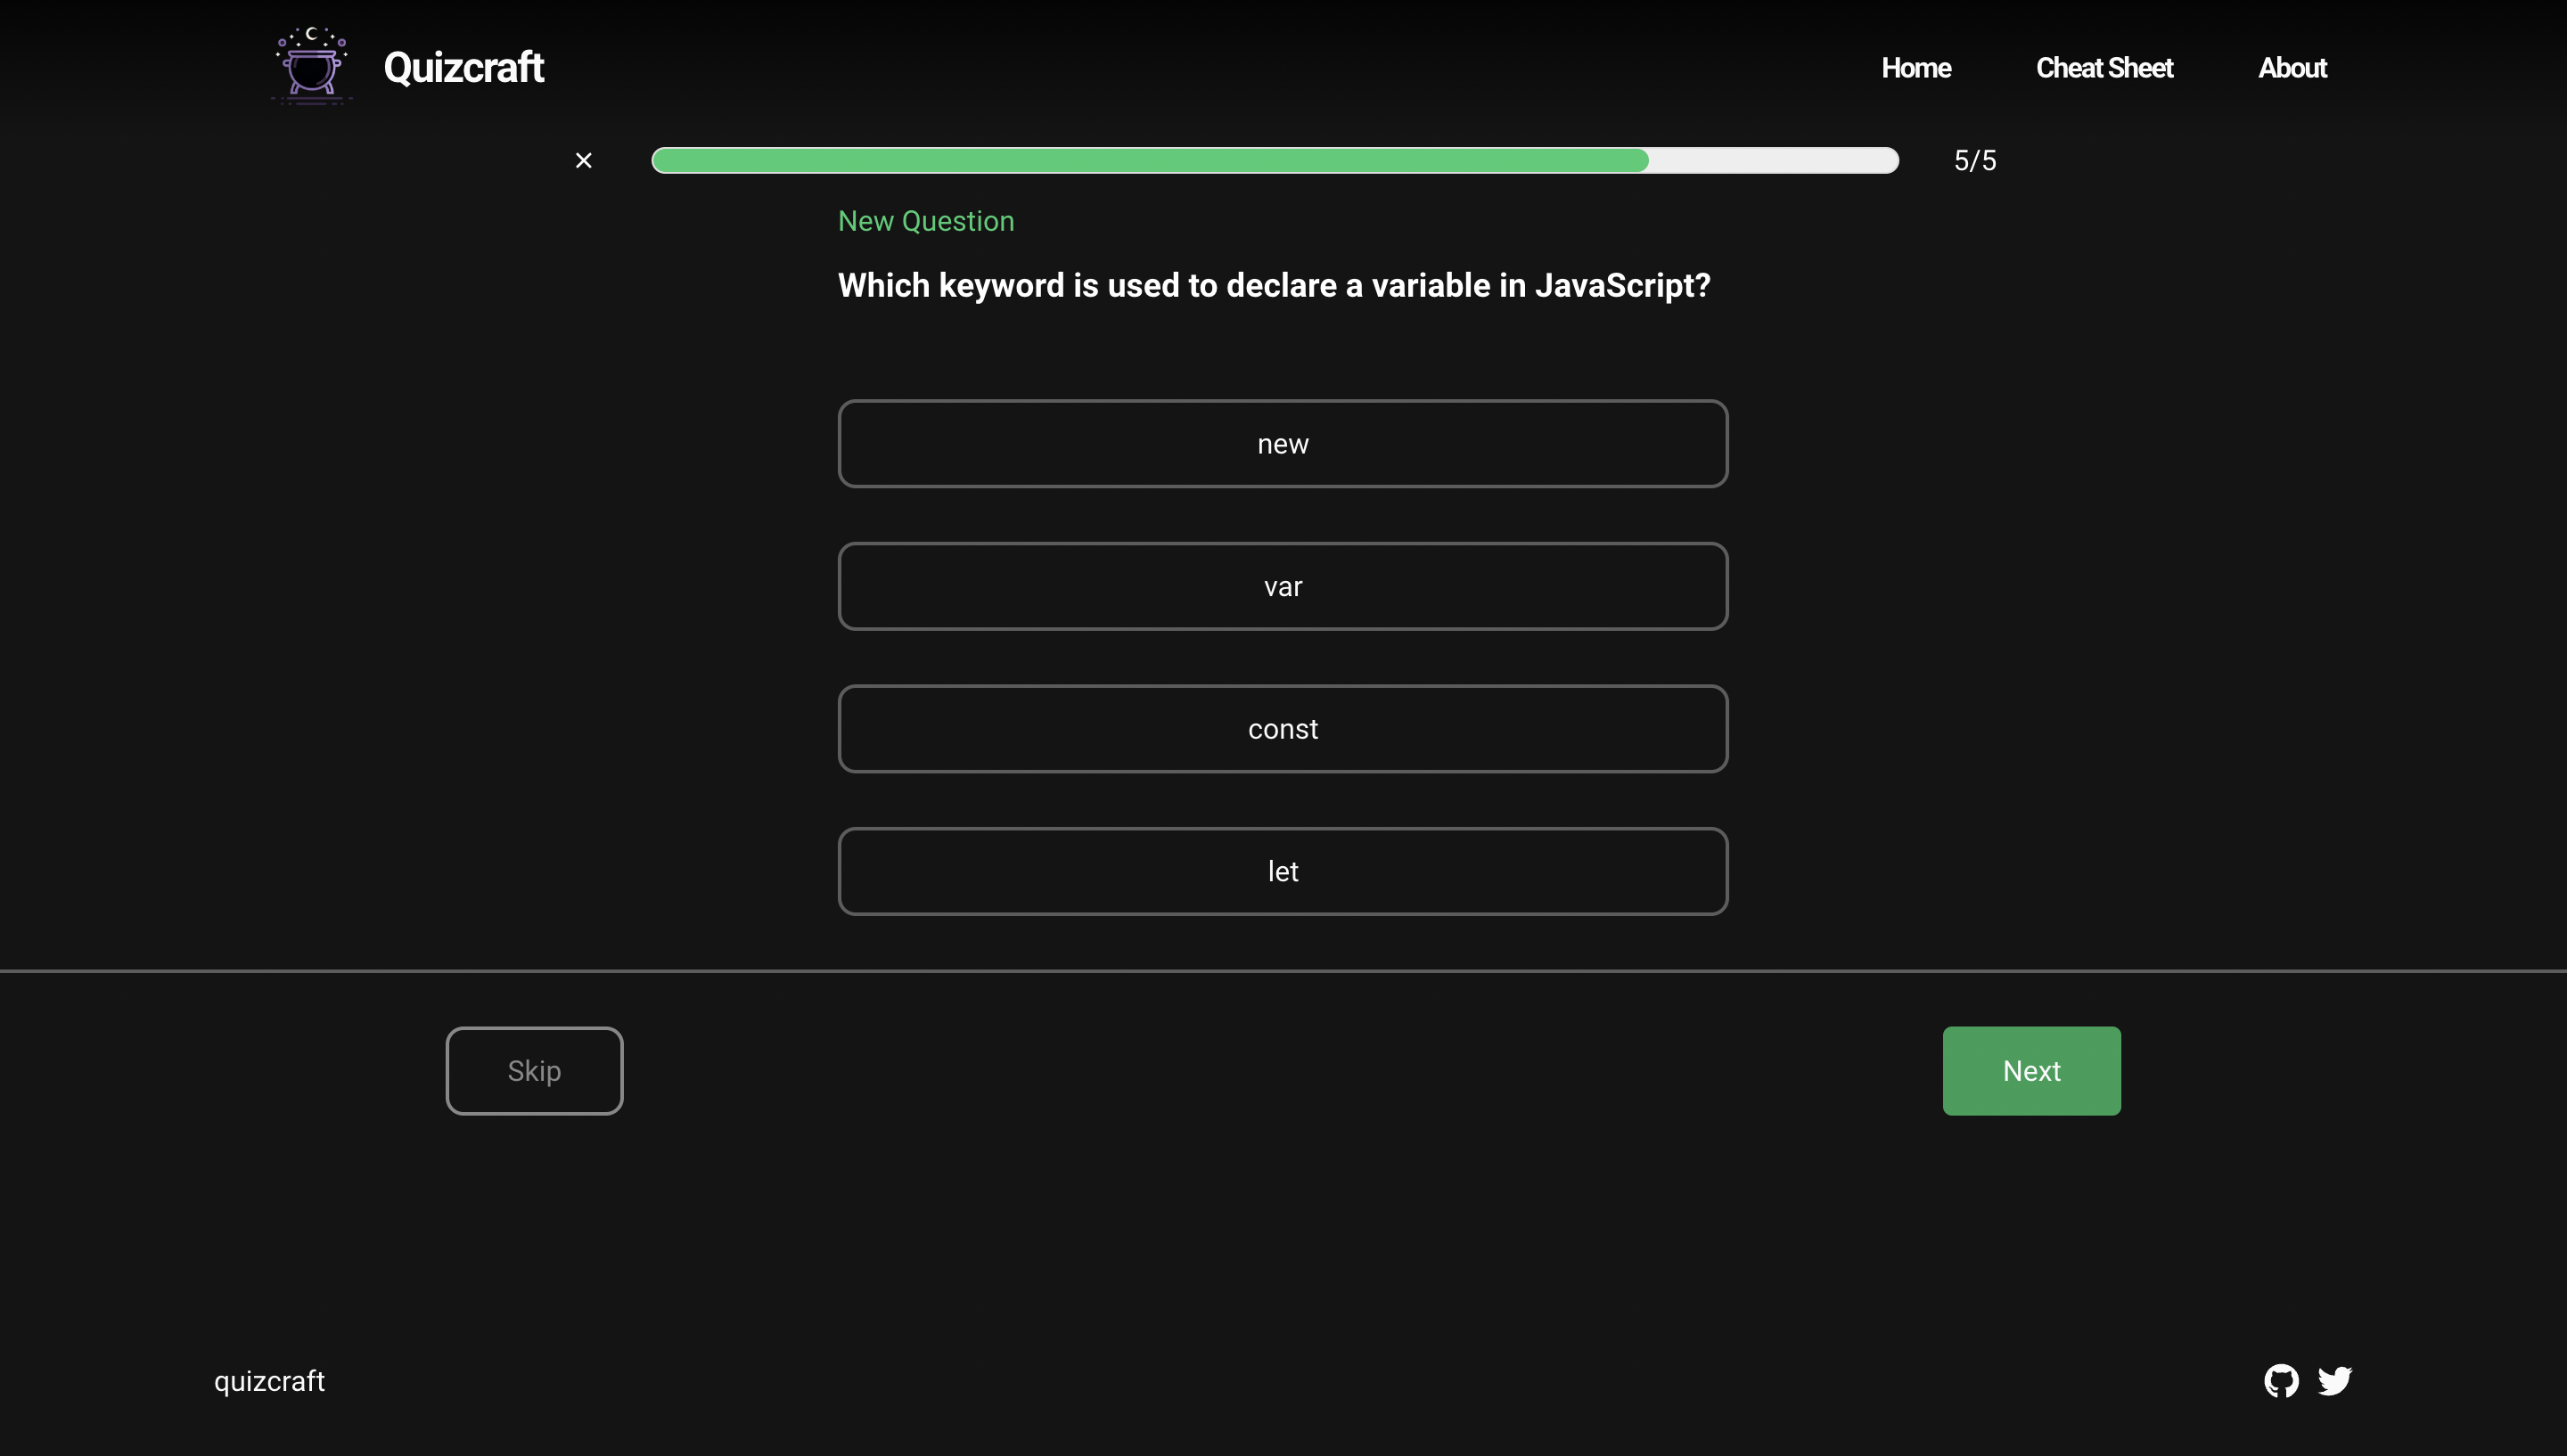 Quizcraft
Home Cheat Sheet About
× 5/5
New Question
Which keyword is used to declare a variable in JavaScript?
new
var
const
let
Skip Next
quizcraft